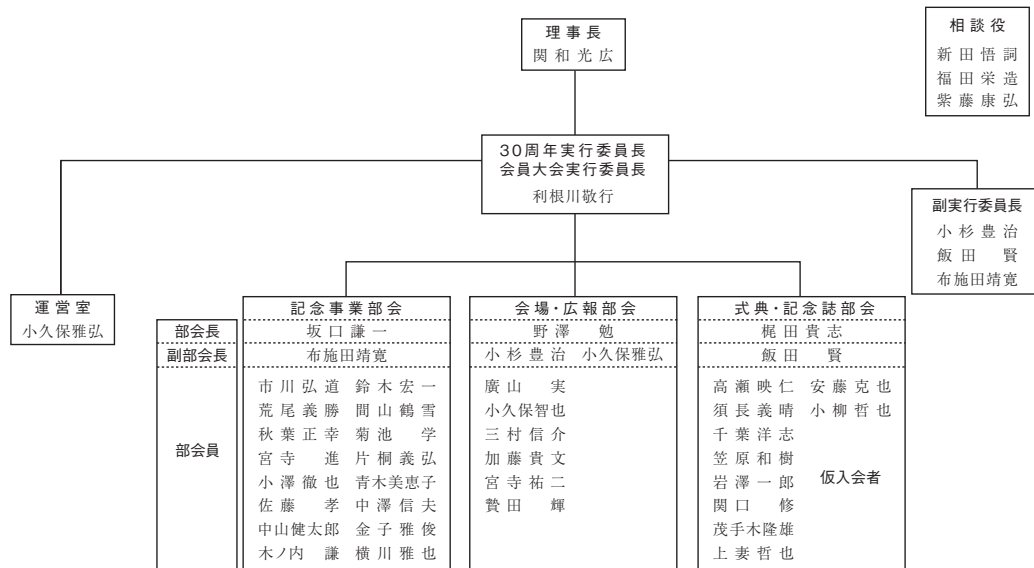 理事長
関和光広
相談役
新田悟詞
福田栄造
紫藤康弘
30周年実行委員長
会員大会実行委員長
利根川敬行
副実行委員長
小杉豊治
飯田 賢
布施田靖寛
運営室
小久保雅弘
記念事業部会
会場・広報部会
式典・記念誌部会
部会長
坂口謙一
野澤 勉
梶田貴志
副部会長
布施田靖寛
小杉豊治 小久保雅弘
飯田 賢
部会員
市川弘道 鈴木宏一
荒尾義勝 間山鶴雪
秋葉正幸 菊池 学
宮寺 進 片桐義弘
小澤徹也 青木美恵子
佐藤 孝 中澤信夫
中山健太郎 金子雅俊
木ノ内 謙 横川雅也
廣山 実
小久保智也
三村信介
加藤貴文
宮寺祐二
贄田 輝
高瀬映仁 安藤克也
須長義晴 小柳哲也
千葉洋志
笠原和樹
岩澤一郎
関口 修
茂手木隆雄
上妻哲也
仮入会者